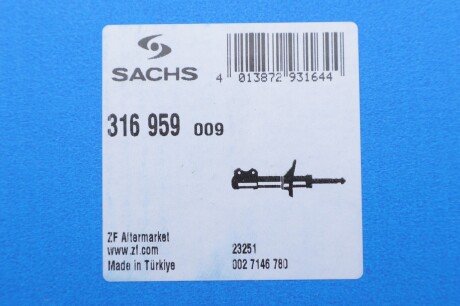 SACHS
4 013872 931644
316 959 009
ZF Aftermarket
www.zf.com
Made in Türkiye
23251
002 7146 780